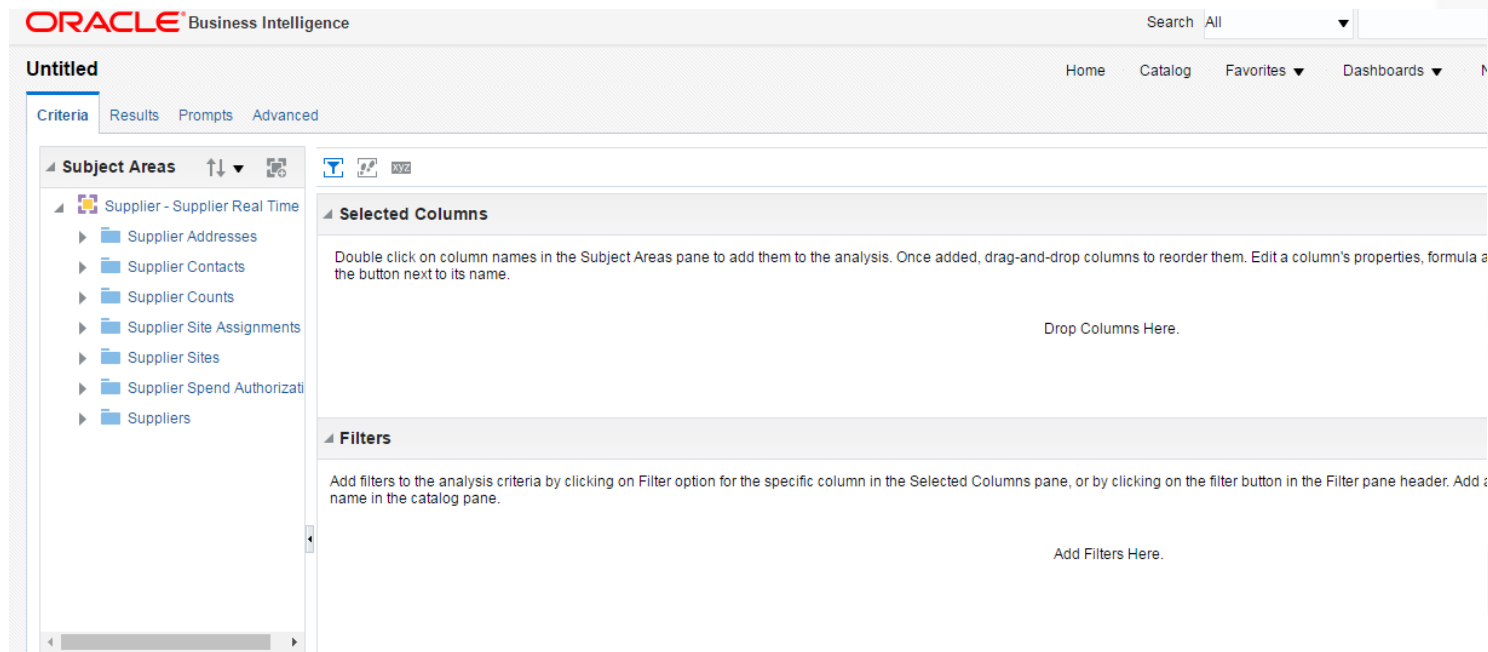 ORACLE Business Intelligence
Search All
Untitled
Home Catalog Favorites Dashboards
Criteria Results Prompts Advanced
Subject Areas
xyz
Supplier - Supplier Real Time
Supplier Addresses
Supplier Contacts
Supplier Counts
Supplier Site Assignments
Supplier Sites
Supplier Spend Authorizati
Suppliers
Selected Columns
Double click on column names in the Subject Areas pane to add them to the analysis. Once added, drag-and-drop columns to reorder them. Edit a column's properties, formula a
the button next to its name.
Drop Columns Here.
Filters
Add filters to the analysis criteria by clicking on Filter option for the specific column in the Selected Columns pane, or by clicking on the filter button in the Filter pane header. Add a
name in the catalog pane.
Add Filters Here.